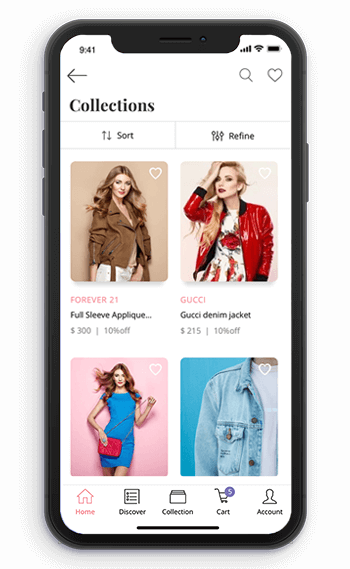 9:41
Collections
Sort
Refine
FOREVER 21
Full Sleeve Applique...
$ 300 | 10%off
GUCCI
Gucci denim jacket
$ 215 | 10%off
5
Home
Discover
Collection
Cart
Account